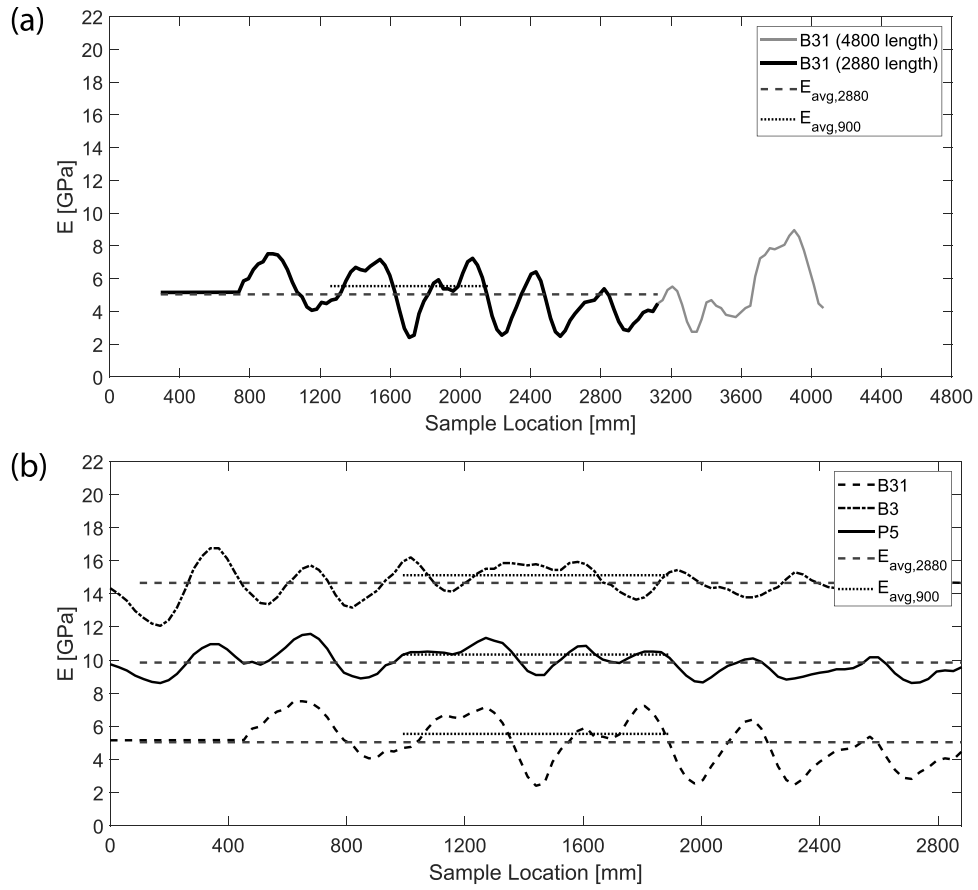 (a)
22
20
18
16
14
12
10
8
6
4
2
0
E [GPa]
B31 (4800 length)
B31 (2880 length)
E avg,2880
E avg,900
0 400 800 1200 1600 2000 2400 2800 3200 3600 4000 4400 4800
Sample Location [mm]
(b)
22
20
18
16
14
12
10
8
6
4
2
0
E [GPa]
B31
B3
P5
E avg,2880
E avg,900
0 400 800 1200 1600 2000 2400 2800
Sample Location [mm]